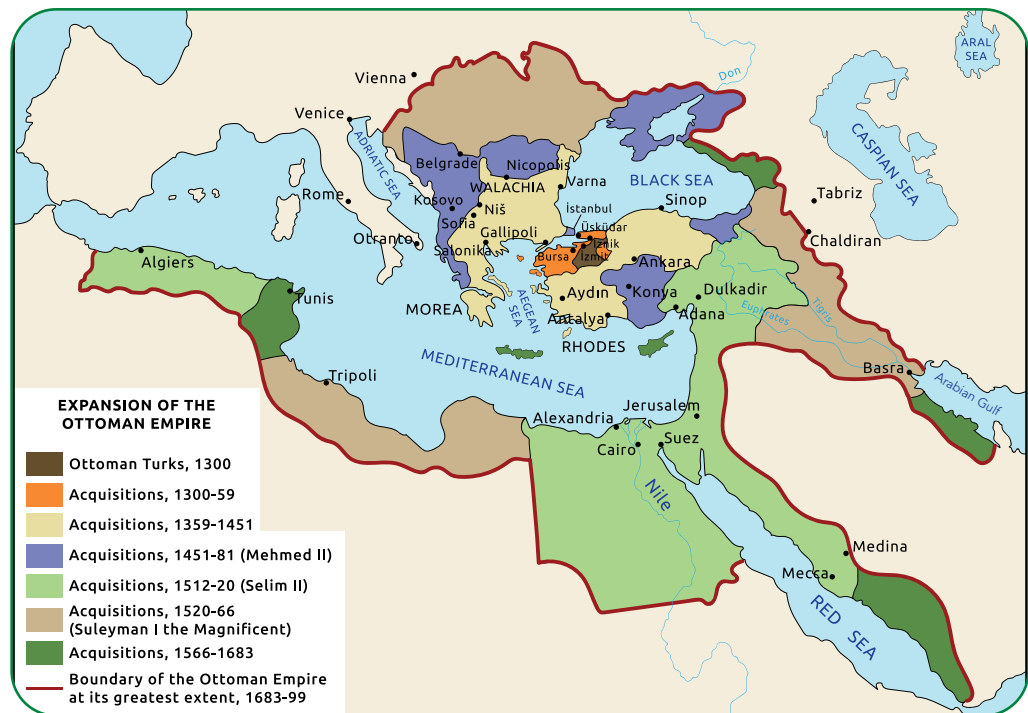 ARAL
SEA
Don
Vienna
Venice
CASPIAN SEA
ADRIATIC SEA
Belgrade
Nicopolis
WALACHIA
Varna
BLACK SEA
Tabriz
Rome
Kosovo
Niš
Sinop
Sofia
İstanbul
Üsküdar
Otranto
Gallipoli
Salonika
İznik
Chaldiran
Bursa
İzmit
Ankara
Algiers
Tunis
Aydın
Konya
Dulkadir
MOREA
AEGEAN
SEA
Antalya
Adana
Tigris
Euphrates
RHODES
MEDITERRANEAN SEA
Basra
Tripoli
Arabian Gulf
Alexandria
Jerusalem
Cairo
Suez
Nile
Medina
Mecca
RED SEA
EXPANSION OF THE
OTTOMAN EMPIRE
Ottoman Turks, 1300
Acquisitions, 1300-59
Acquisitions, 1359-1451
Acquisitions, 1451-81 (Mehmed II)
Acquisitions, 1512-20 (Selim II)
Acquisitions, 1520-66
(Suleyman I the Magnificent)
Acquisitions, 1566-1683
Boundary of the Ottoman Empire
at its greatest extent, 1683-99